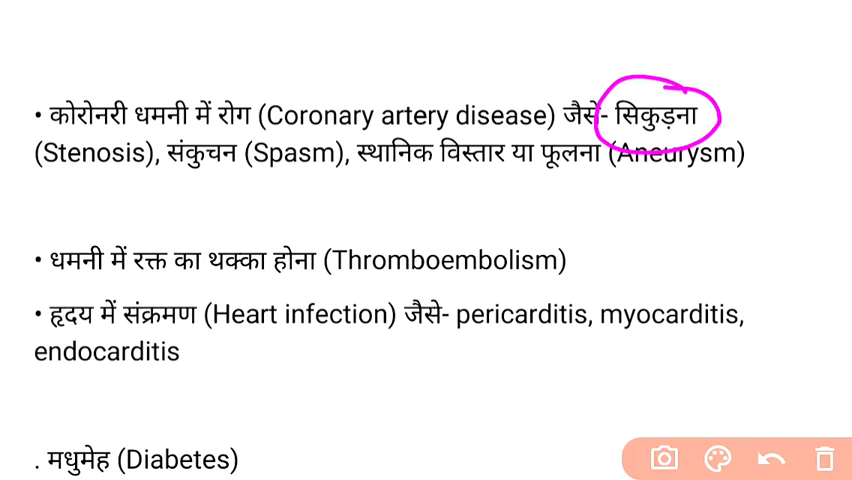 • कोरोनरी धमनी में रोग (Coronary artery disease) जैसे- सिकुड़ना
(Stenosis), संकुचन (Spasm), स्थानिक विस्तार या फूलना (Aneurysm)
• धमनी में रक्त का थक्का होना (Thromboembolism)
• हृदय में संक्रमण (Heart infection) जैसे- pericarditis, myocarditis,
endocarditis
. मधुमेह (Diabetes)